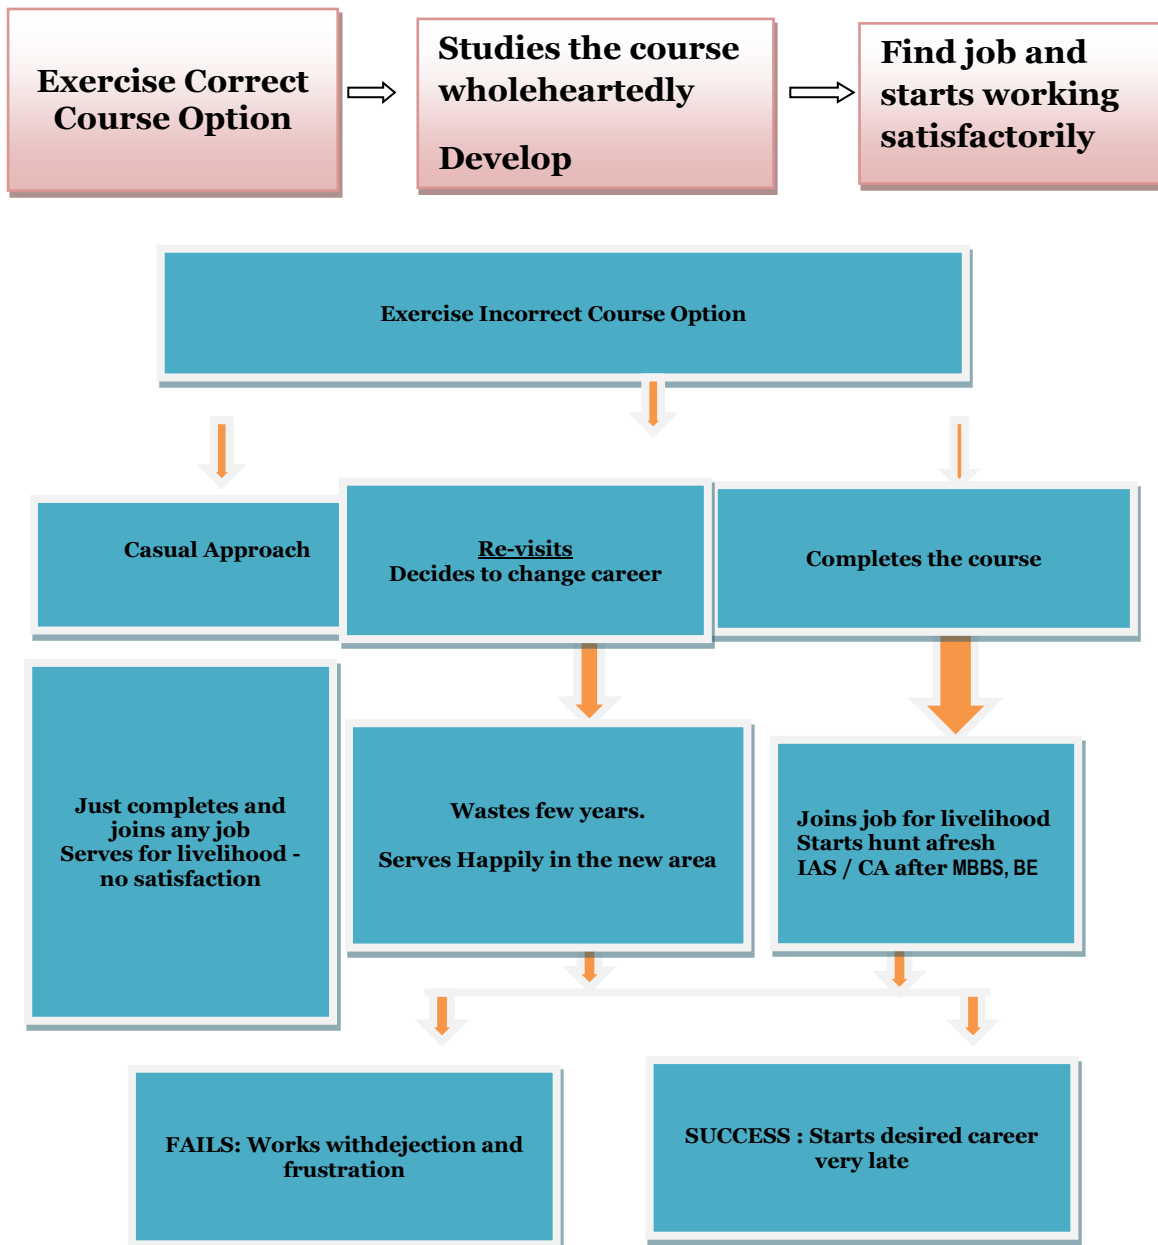 Exercise Correct
Course Option
Studies the course
wholeheartedly
Develop
Find job and
starts working
satisfactorily
Exercise Incorrect Course Option
Casual Approach
Re-visits
Decides to change career
Completes the course
Just completes and
joins any job
Serves for livelihood -
no satisfaction
Wastes few years.
Serves Happily in the new area
Joins job for livelihood
Starts hunt afresh
IAS / CA after MBBS, BE
FAILS: Works withdejection and
frustration
SUCCESS : Starts desired career
very late